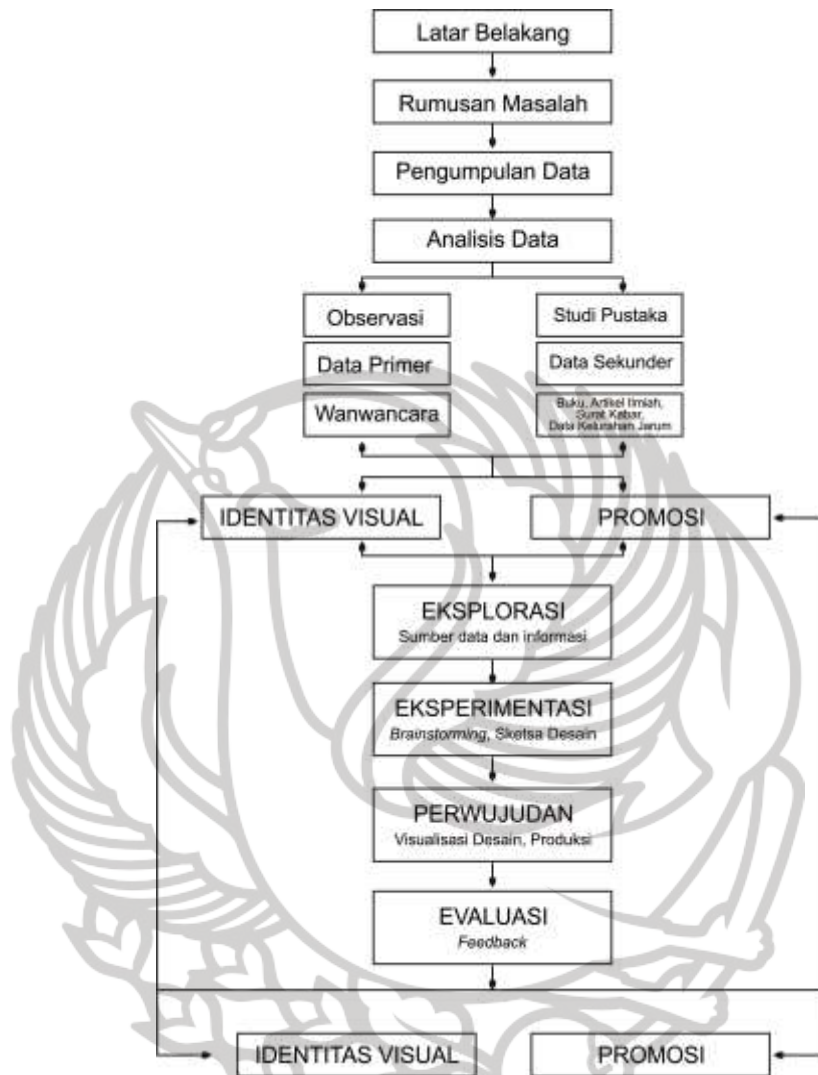 Latar Belakang
Rumusan Masalah
Pengumpulan Data
Analisis Data
Observasi
Studi Pustaka
Data Primer
Data Sekunder
Wanwancara
Buku, Artikel Ilmiah,
Surat Kabar,
Data Kelurahan Jarum
IDENTITAS VISUAL
PROMOSI
EKSPLORASI
Sumber data dan informasi
EKSPERIMENTASI
Brainstorming, Sketsa Desain
PERWUJUDAN
Visualisasi Desain, Produksi
EVALUASI
Feedback
IDENTITAS VISUAL
PROMOSI